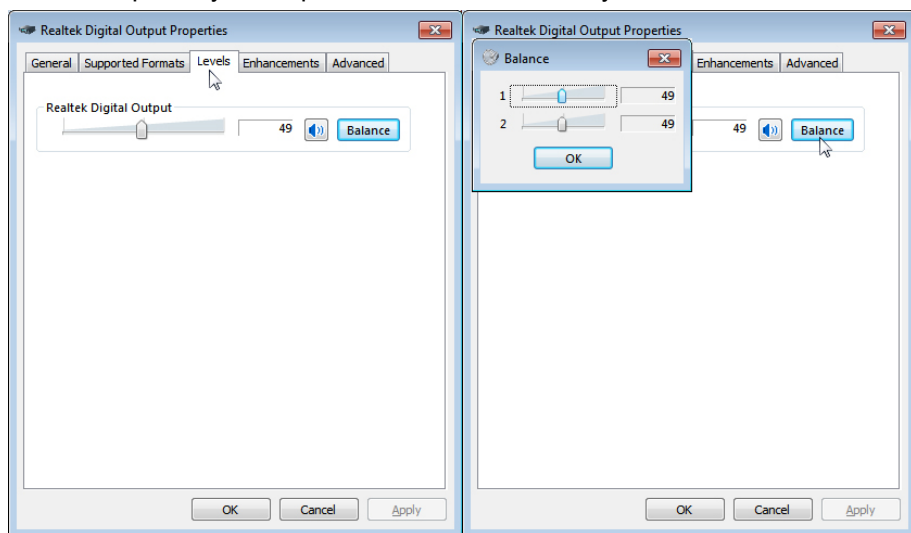 Realtek Digital Output Properties
General Supported Formats Levels Enhancements Advanced
Realtek Digital Output
49 Balance
OK Cancel Apply
Realtek Digital Output Properties
Balance
Enhancements Advanced
1 49
2 49
49 Balance
OK
OK Cancel Apply